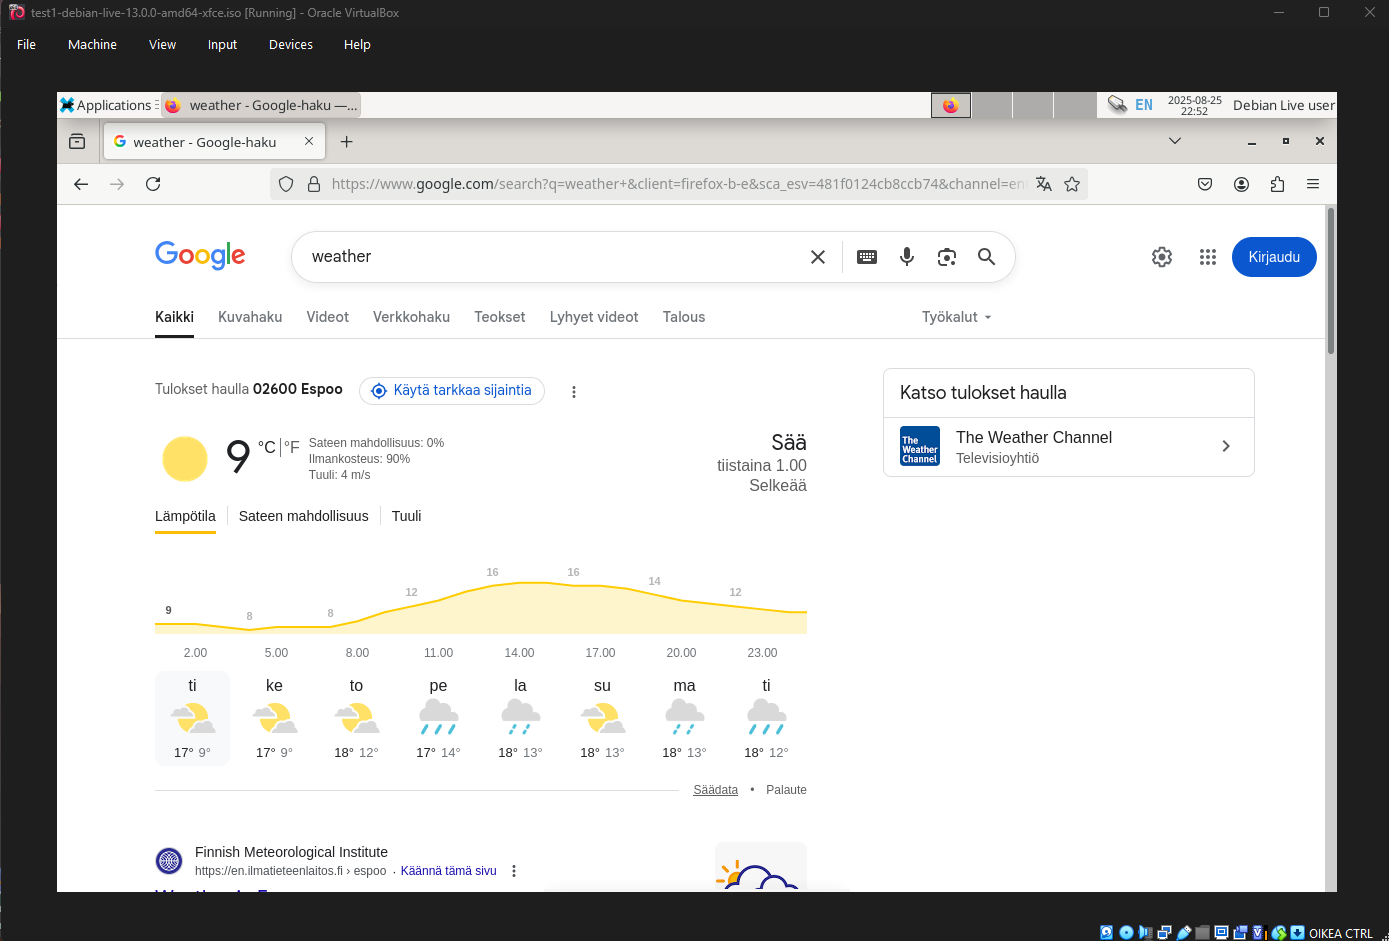 test1-debian-live-13.0.0-amd64-xfce.iso [Running] - Oracle VirtualBox
File Machine View Input Devices Help
Applications weather - Google-haku —... EN 2025-08-25 22:52 Debian Live user
weather - Google-haku
https://www.google.com/search?q=weather+&client=firefox-b-e&sca_esv=481f0124cb8ccb74&channel=en
Google weather Kirjaudu
Kaikki Kuvahaku Videot Verkkohaku Teokset Lyhyet videot Talous Työkalut
Tulokset haulla 02600 Espoo Käytä tarkkaa sijaintia
9 °C | °F
Sateen mahdollisuus: 0%
Ilmankosteus: 90%
Tuuli: 4 m/s
Sää
tiistaina 1.00
Selkeää
Lämpötila Sateen mahdollisuus Tuuli
9 8 8 12 16 16 14 12
2.00 5.00 8.00 11.00 14.00 17.00 20.00 23.00
ti ke to pe la su ma ti
17° 9° 17° 9° 18° 12° 17° 14° 18° 13° 18° 13° 18° 13° 18° 12°
Säädata • Palaute
Katso tulokset haulla
The Weather Channel
The Weather Channel
Televisioyhtiö
Finnish Meteorological Institute
https://en.ilmatieteenlaitos.fi › espoo · Käännä tämä sivu
OIKEA CTRL